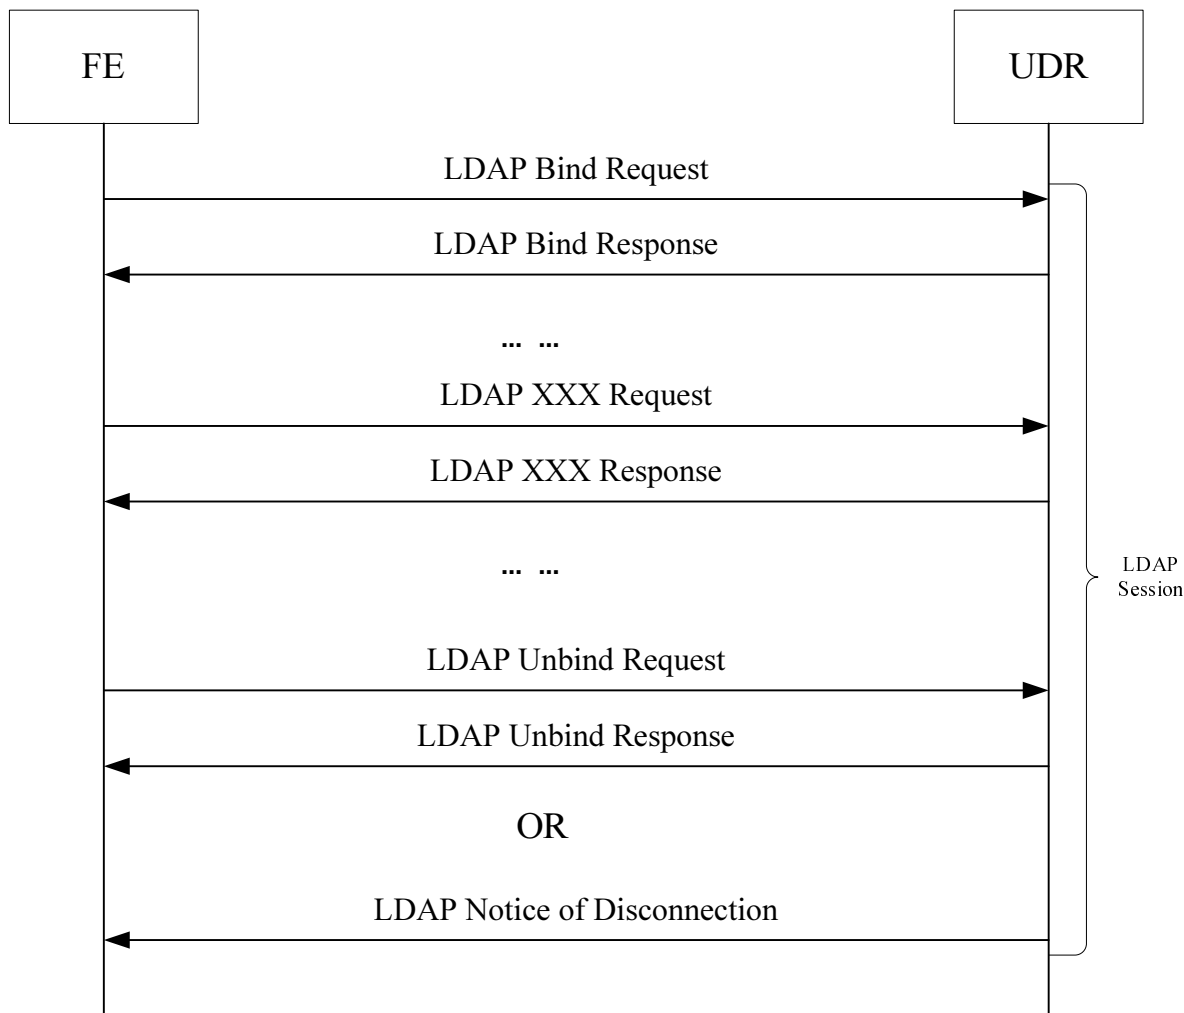 FE
UDR
LDAP Bind Request
LDAP Bind Response
... ...
LDAP XXX Request
LDAP XXX Response
... ...
LDAP
Session
LDAP Unbind Request
LDAP Unbind Response
OR
LDAP Notice of Disconnection